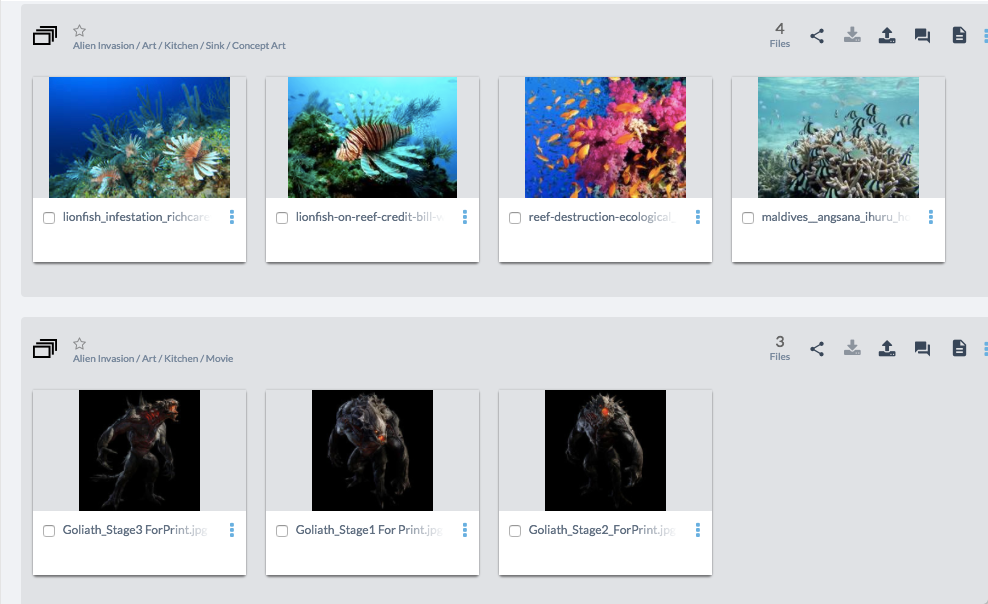 4
Files
Alien Invasion / Art / Kitchen / Sink / Concept Art
lionfish_infestation_richcare
lionfish-on-reef-credit-bill-
reef-destruction-ecological_
maldives__angsana_ihuru_ho
3
Files
Alien Invasion / Art / Kitchen / Movie
Goliath_Stage3 ForPrint.jpg
Goliath_Stage1 For Print.jpg
Goliath_Stage2_ForPrint.jpg